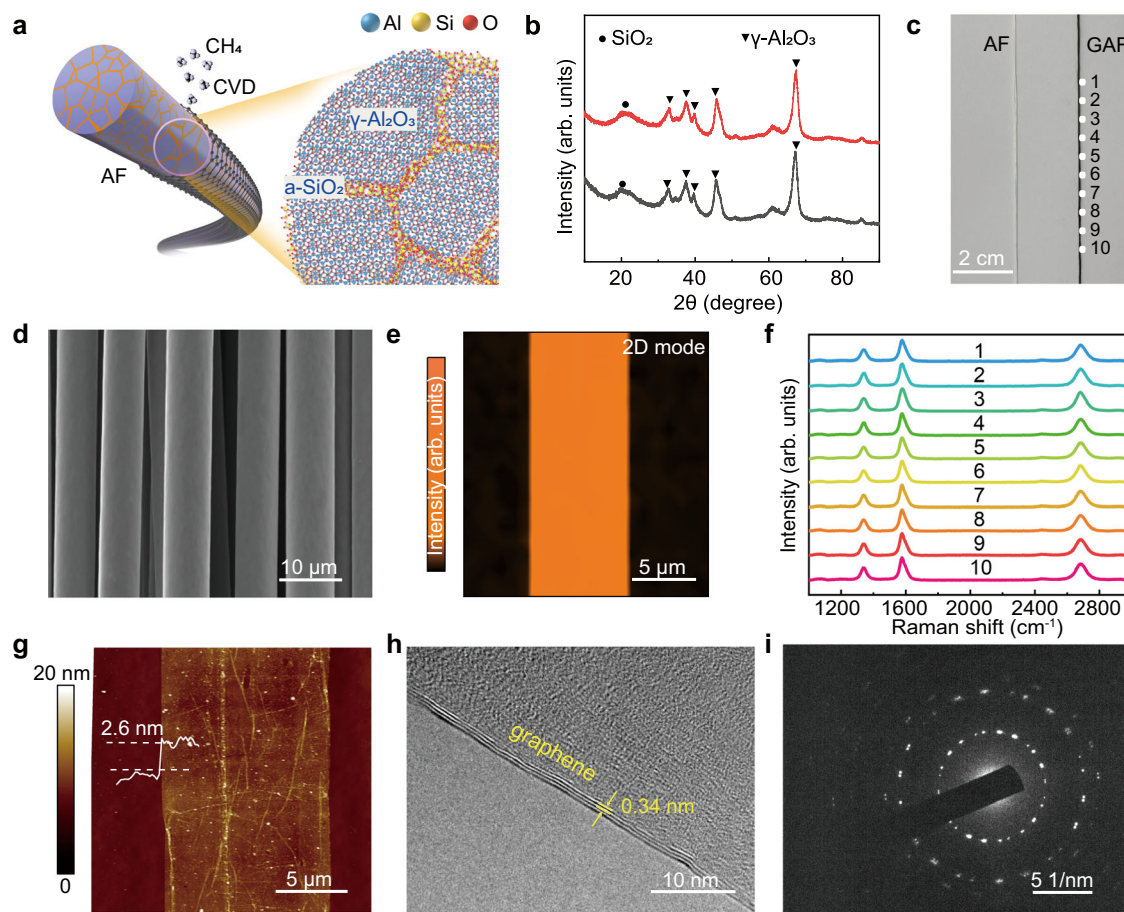 a
Al Si O
CH₄
CVD
AF
γ-Al₂O₃
a-SiO₂
b
SiO₂ γ-Al₂O₃
Intensity (arb. units)
20 40 60 80
2θ (degree)
c
AF GAF
1
2
3
4
5
6
7
8
9
10
2 cm
d
10 μm
e
2D mode
Intensity (arb. units)
5 μm
f
1
2
3
4
5
6
7
8
9
10
Intensity (arb. units)
1200 1600 2000 2400 2800
Raman shift (cm⁻¹)
g
20 nm
0
2.6 nm
5 μm
h
graphene
0.34 nm
10 nm
i
5 1/nm